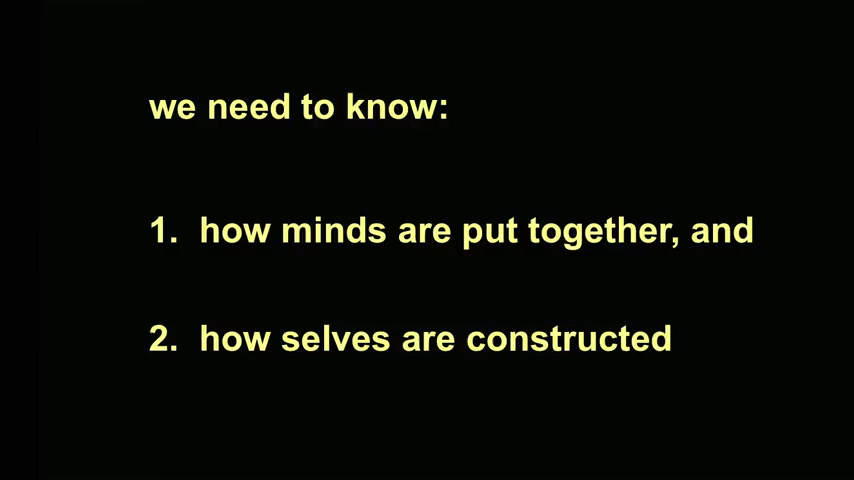 we need to know:
1. how minds are put together, and
2. how selves are constructed